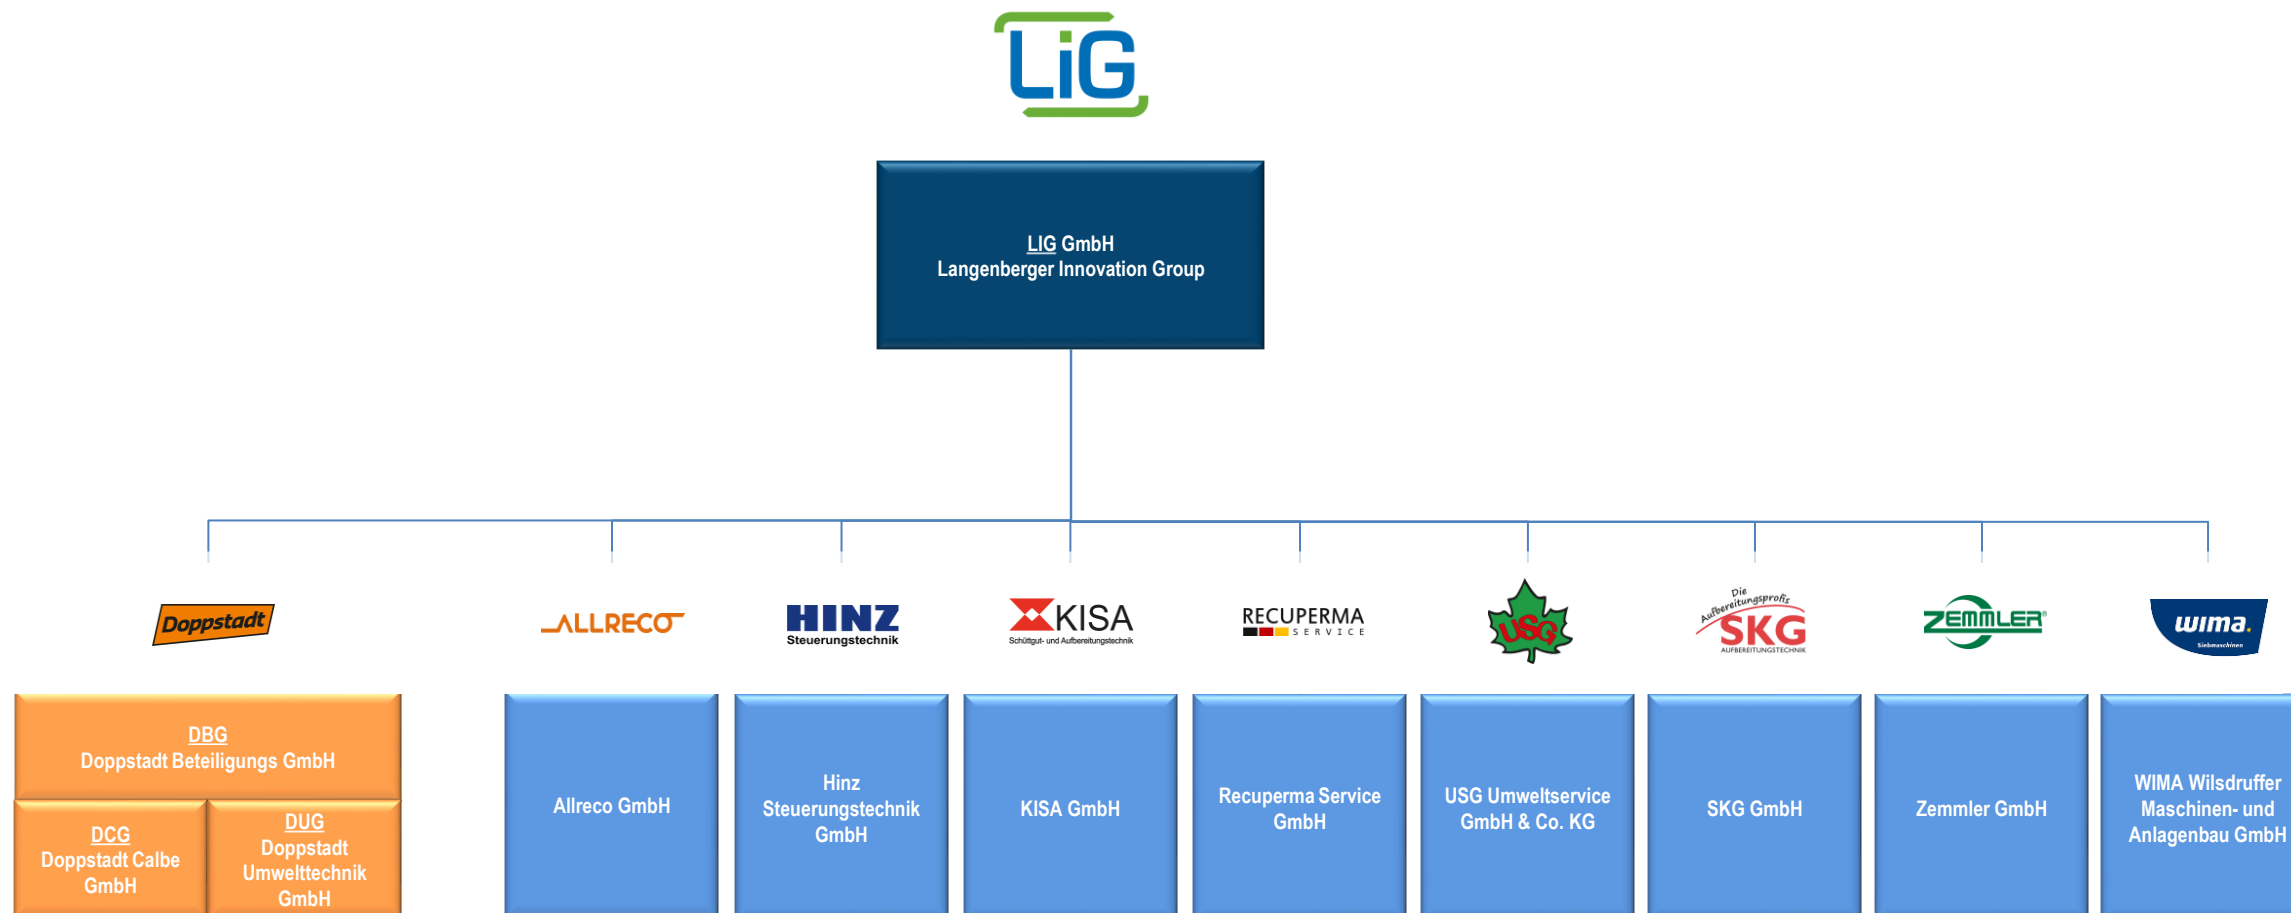 LiG
LIG GmbH
Langenberger Innovation Group
Doppstadt
ALLRECO
HINZ
Steuerungstechnik
KISA
Schüttgut- und Aufbereitungstechnik
RECUPERMA
SERVICE
USG
Die
Aufbereitungsprofis
SKG
AUFBEREITUNGSTECHNIK
ZEMMLER®
wima.
Siebmaschinen
DBG
Doppstadt Beteiligungs GmbH
DCG
Doppstadt Calbe
GmbH
DUG
Doppstadt
Umwelttechnik
GmbH
Allreco GmbH
Hinz
Steuerungstechnik
GmbH
KISA GmbH
Recuperma Service
GmbH
USG Umweltservice
GmbH & Co. KG
SKG GmbH
Zemmler GmbH
WIMA Wilsdruffer
Maschinen- und
Anlagenbau GmbH